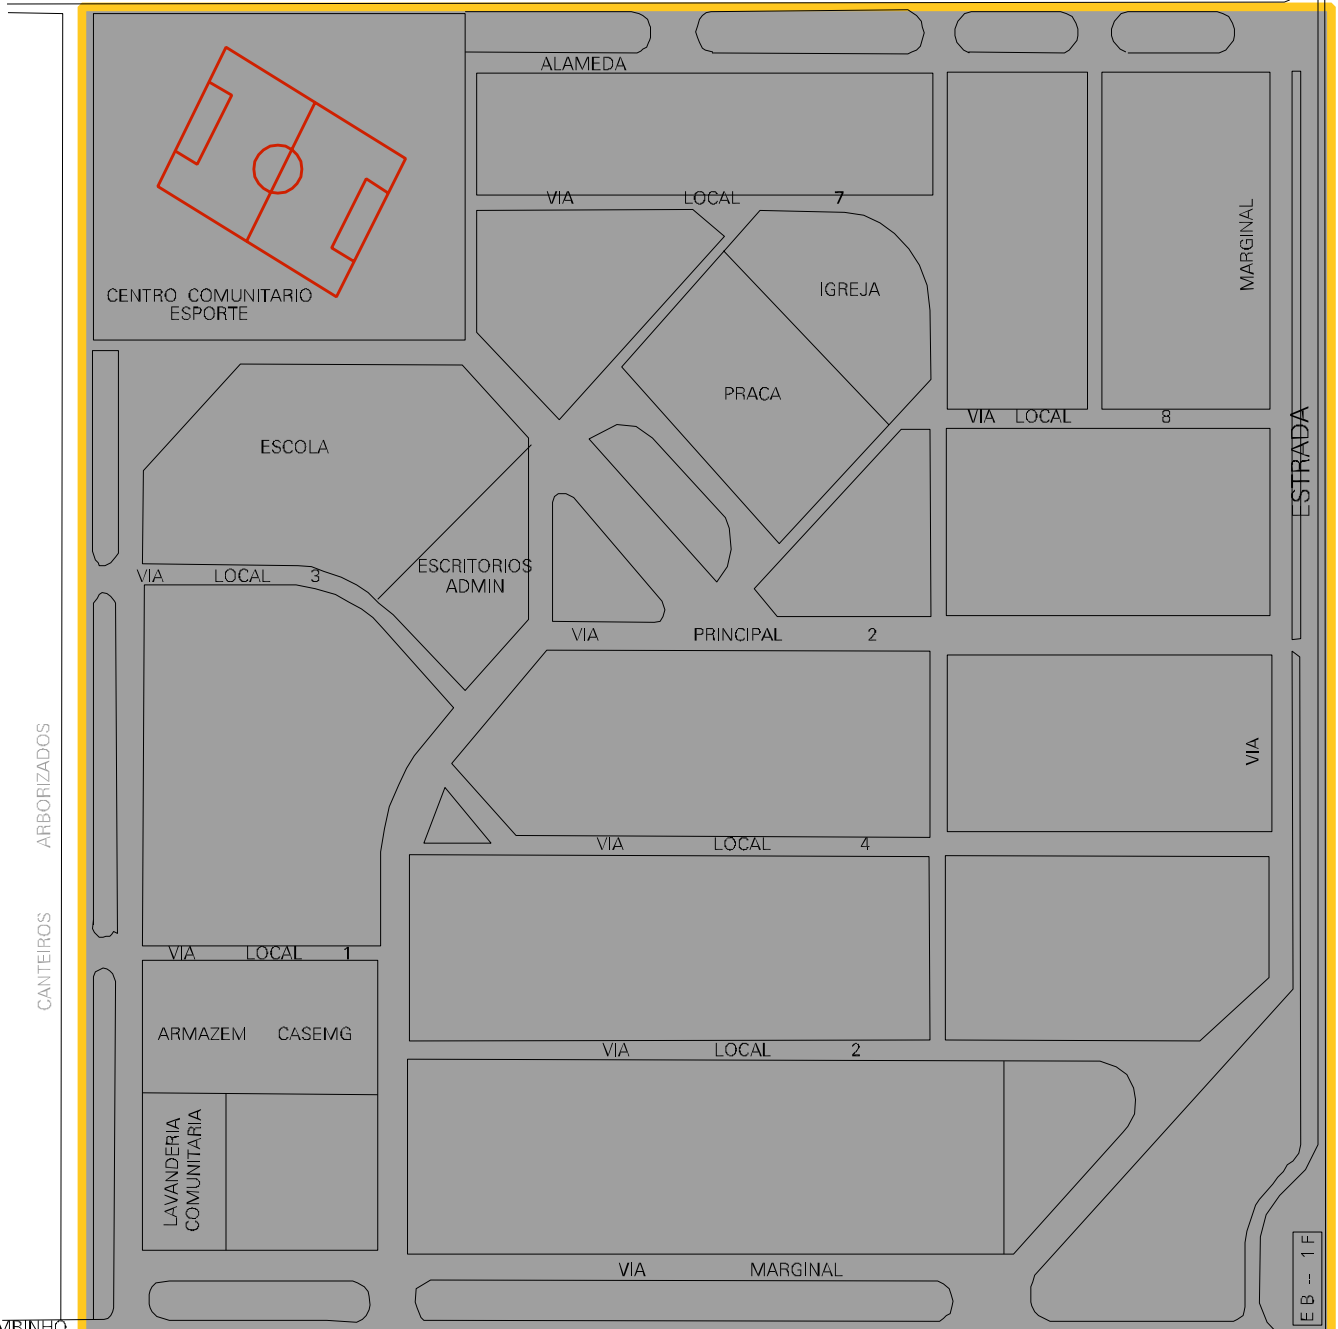 ALAMEDA
VIA LOCAL 7
MARGINAL
IGREJA
CENTRO COMUNITARIO
ESPORTE
PRACA
VIA LOCAL 8
ESTRADA
ESCOLA
ESCRITORIOS
ADMIN
VIA LOCAL 3
VIA PRINCIPAL 2
VIA
ARBORIZADOS
CANTEIROS
VIA LOCAL 4
VIA LOCAL 1
ARMAZEM CASEMG
VIA LOCAL 2
LAVANDERIA
COMUNITARIA
VIA MARGINAL
EB -- 1F